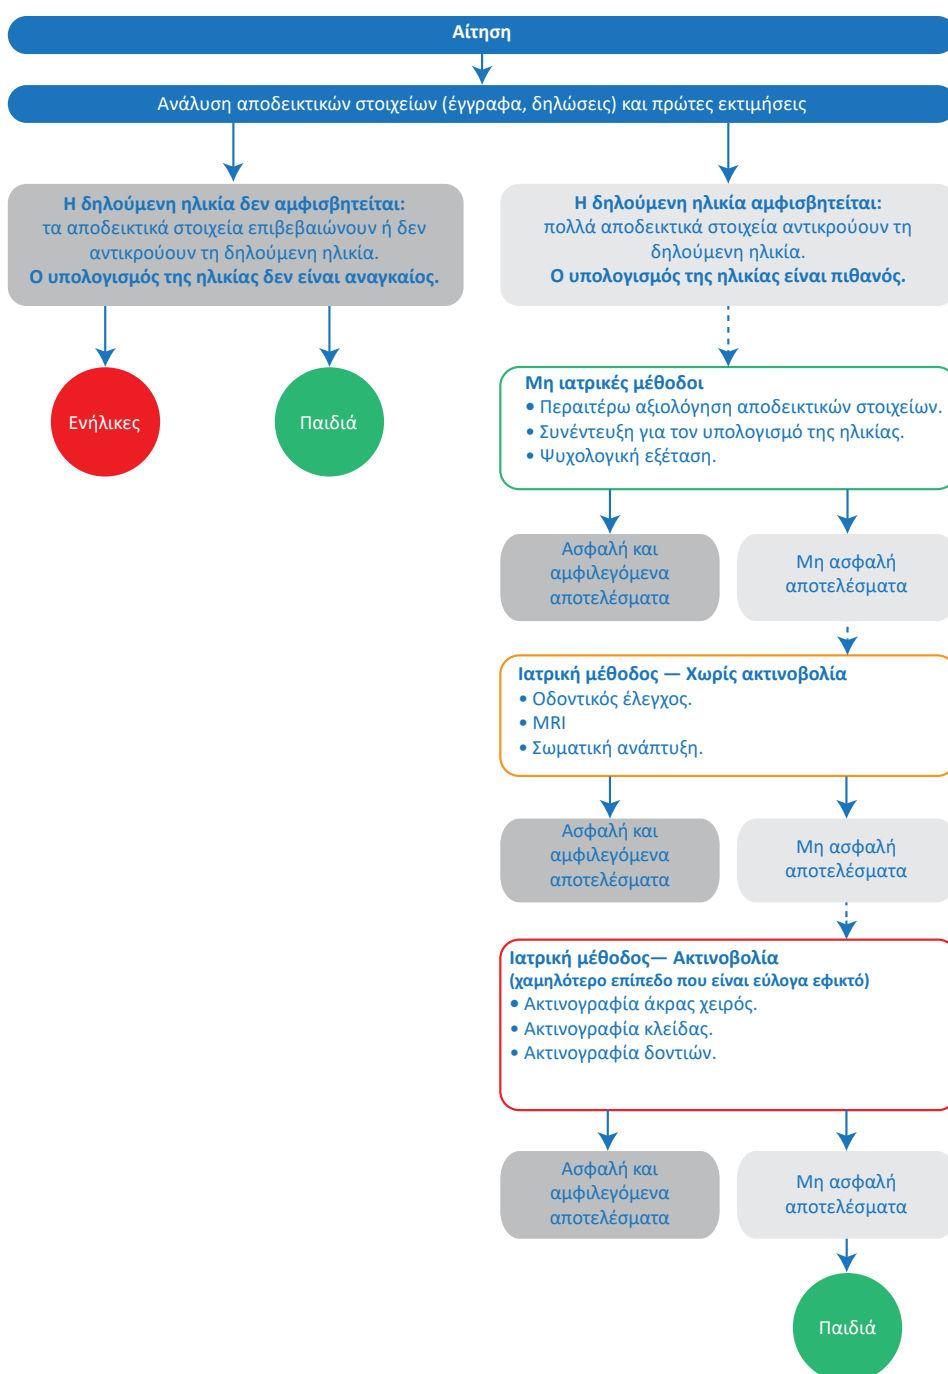 Αίτηση
Ανάλυση αποδεικτικών στοιχείων (έγγραφα, δηλώσεις) και πρώτες εκτιμήσεις
Η δηλούμενη ηλικία δεν αμφισβητείται:
τα αποδεικτικά στοιχεία επιβεβαιώνουν ή δεν
αντικρούουν τη δηλούμενη ηλικία.
Ο υπολογισμός της ηλικίας δεν είναι αναγκαίος.
Η δηλούμενη ηλικία αμφισβητείται:
πολλά αποδεικτικά στοιχεία αντικρούουν τη
δηλούμενη ηλικία.
Ο υπολογισμός της ηλικίας είναι πιθανός.
Ενήλικες
Παιδιά
Μη ιατρικές μέθοδοι
• Περαιτέρω αξιολόγηση αποδεικτικών στοιχείων.
• Συνέντευξη για τον υπολογισμό της ηλικίας.
• Ψυχολογική εξέταση.
Ασφαλή και
αμφιλεγόμενα
αποτελέσματα
Μη ασφαλή
αποτελέσματα
Ιατρική μέθοδος — Χωρίς ακτινοβολία
• Οδοντικός έλεγχος.
• MRI
• Σωματική ανάπτυξη.
Ασφαλή και
αμφιλεγόμενα
αποτελέσματα
Μη ασφαλή
αποτελέσματα
Ιατρική μέθοδος— Ακτινοβολία
(χαμηλότερο επίπεδο που είναι εύλογα εφικτό)
• Ακτινογραφία άκρας χειρός.
• Ακτινογραφία κλείδας.
• Ακτινογραφία δοντιών.
Ασφαλή και
αμφιλεγόμενα
αποτελέσματα
Μη ασφαλή
αποτελέσματα
Παιδιά